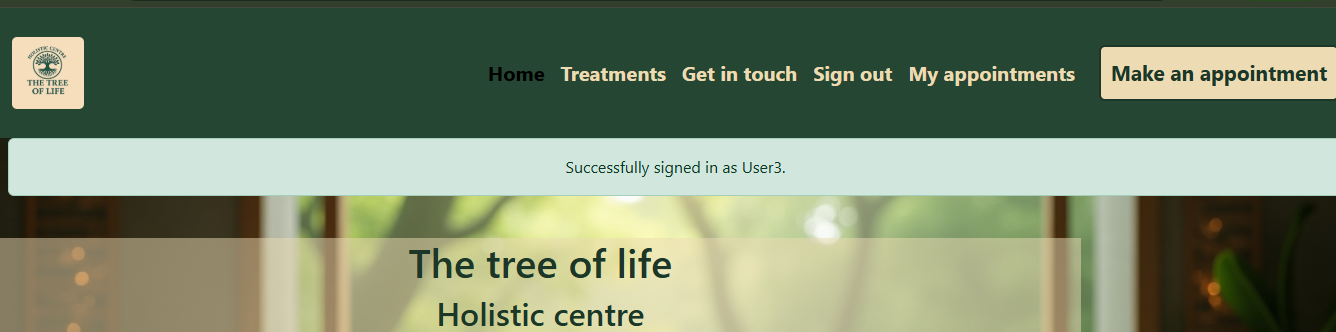 HOLISTIC CENTRE
THE TREE
OF LIFE
Home Treatments Get in touch Sign out My appointments Make an appointment
Successfully signed in as User3.
The tree of life
Holistic centre